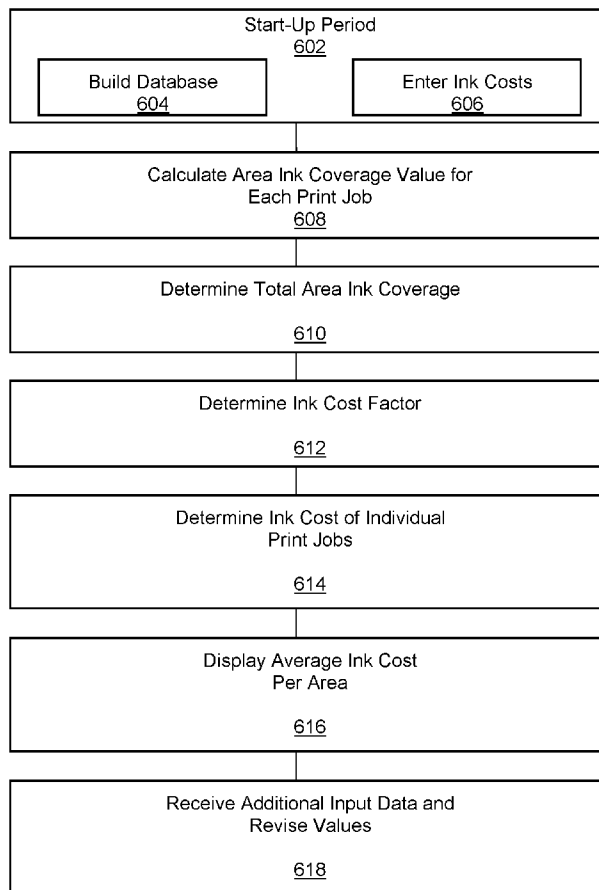 Start-Up Period
602
Build Database
604
Enter Ink Costs
606
Calculate Area Ink Coverage Value for
Each Print Job
608
Determine Total Area Ink Coverage
610
Determine Ink Cost Factor
612
Determine Ink Cost of Individual
Print Jobs
614
Display Average Ink Cost
Per Area
616
Receive Additional Input Data and
Revise Values
618